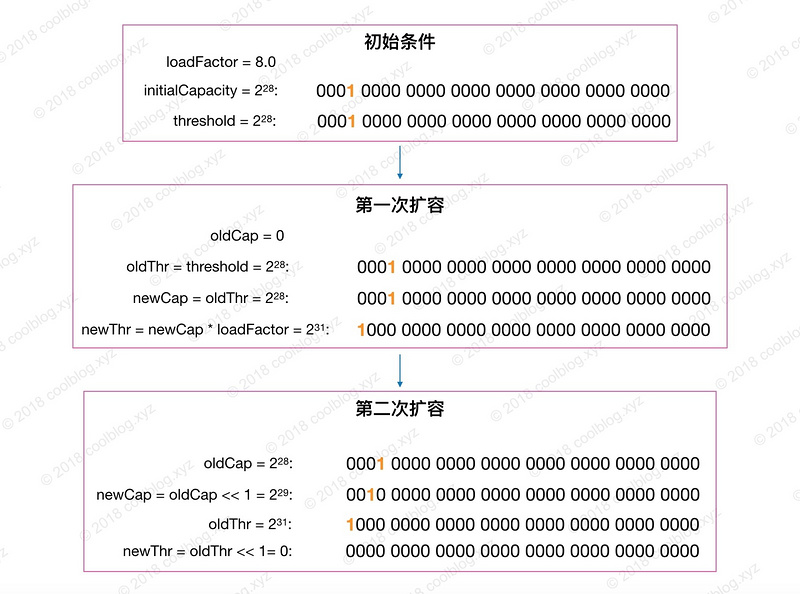 初始条件
loadFactor = 8.0
initialCapacity = 2²⁸: 0001 0000 0000 0000 0000 0000 0000 0000
threshold = 2²⁸: 0001 0000 0000 0000 0000 0000 0000 0000
第一次扩容
oldCap = 0
oldThr = threshold = 2²⁸: 0001 0000 0000 0000 0000 0000 0000 0000
newCap = oldThr = 2²⁸: 0001 0000 0000 0000 0000 0000 0000 0000
newThr = newCap * loadFactor = 2³¹: 1000 0000 0000 0000 0000 0000 0000 0000
第二次扩容
oldCap = 2²⁸: 0001 0000 0000 0000 0000 0000 0000 0000
newCap = oldCap << 1 = 2²⁹: 0010 0000 0000 0000 0000 0000 0000 0000
oldThr = 2³¹: 1000 0000 0000 0000 0000 0000 0000 0000
newThr = oldThr << 1= 0: 0000 0000 0000 0000 0000 0000 0000 0000
© 2018 coolblog.xyz